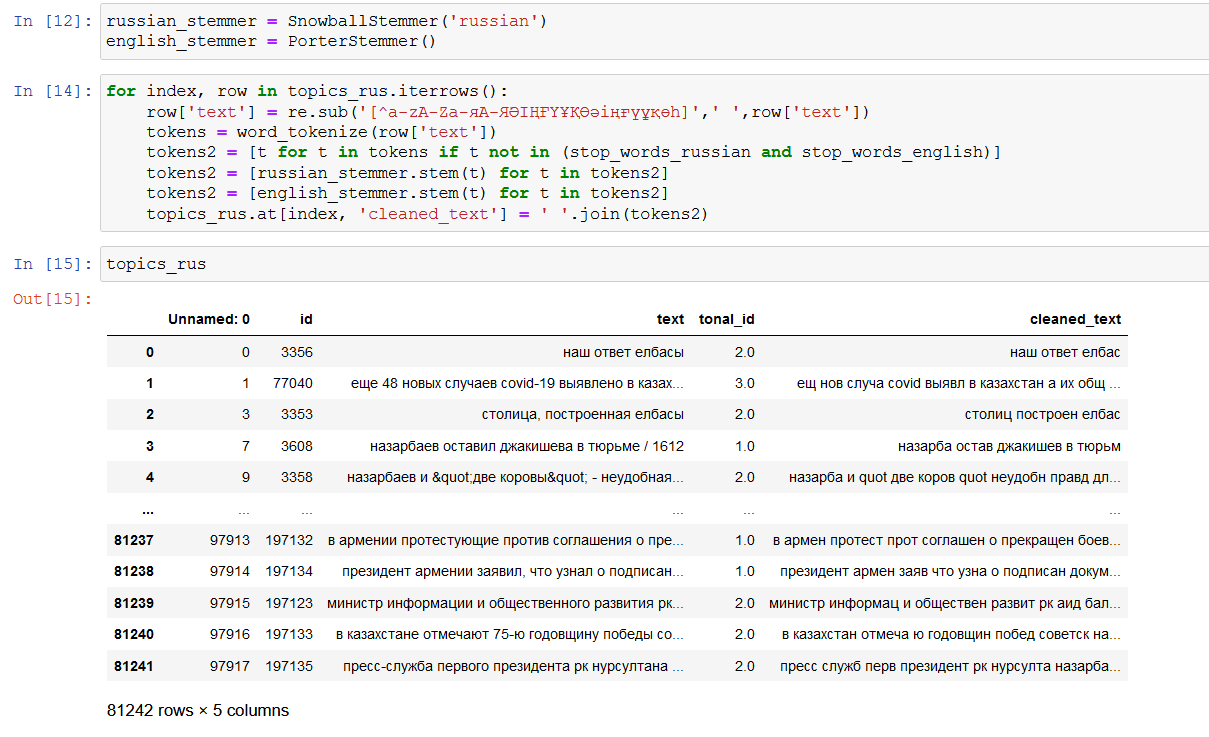 In [12]: russian_stemmer = SnowballStemmer('russian')
english_stemmer = PorterStemmer()
In [14]: for index, row in topics_rus.iterrows():
row['text'] = re.sub('[^a-zA-Za-яА-ЯӘІҢҒҮҰҚӨәіңғүұқөһ]',' ',row['text'])
tokens = word_tokenize(row['text'])
tokens2 = [t for t in tokens if t not in (stop_words_russian and stop_words_english)]
tokens2 = [russian_stemmer.stem(t) for t in tokens2]
tokens2 = [english_stemmer.stem(t) for t in tokens2]
topics_rus.at[index, 'cleaned_text'] = ' '.join(tokens2)
In [15]: topics_rus
Out[15]:
Unnamed: 0 id text tonal_id cleaned_text
0 0 3356 наш ответ елбасы 2.0 наш ответ елбас
1 1 77040 еще 48 новых случаев covid-19 выявлено в казах... 3.0 ещ нов случа covid выявл в казахстан а их общ ...
2 3 3353 столица, построенная елбасы 2.0 столиц построен елбас
3 7 3608 назарбаев оставил джакишева в тюрьме / 1612 1.0 назарба остав джакишев в тюрьм
4 9 3358 назарбаев и &quot;две коровы&quot; - неудобная... 2.0 назарба и quot две коров quot неудобн правд дл...
... ... ... ... ... ...
81237 97913 197132 в армении протестующие против соглашения о пре... 1.0 в армен протест прот соглашен о прекращен боев...
81238 97914 197134 президент армении заявил, что узнал о подписан... 1.0 президент армен заяв что узна о подписан докум...
81239 97915 197123 министр информации и общественного развития рк... 2.0 министр информац и обществен развит рк аид бал...
81240 97916 197133 в казахстане отмечают 75-ю годовщину победы со... 2.0 в казахстан отмеча ю годовщин побед советск на...
81241 97917 197135 пресс-служба первого президента рк нурсултана ... 2.0 пресс служб перв президент рк нурсулта назарба...
81242 rows × 5 columns